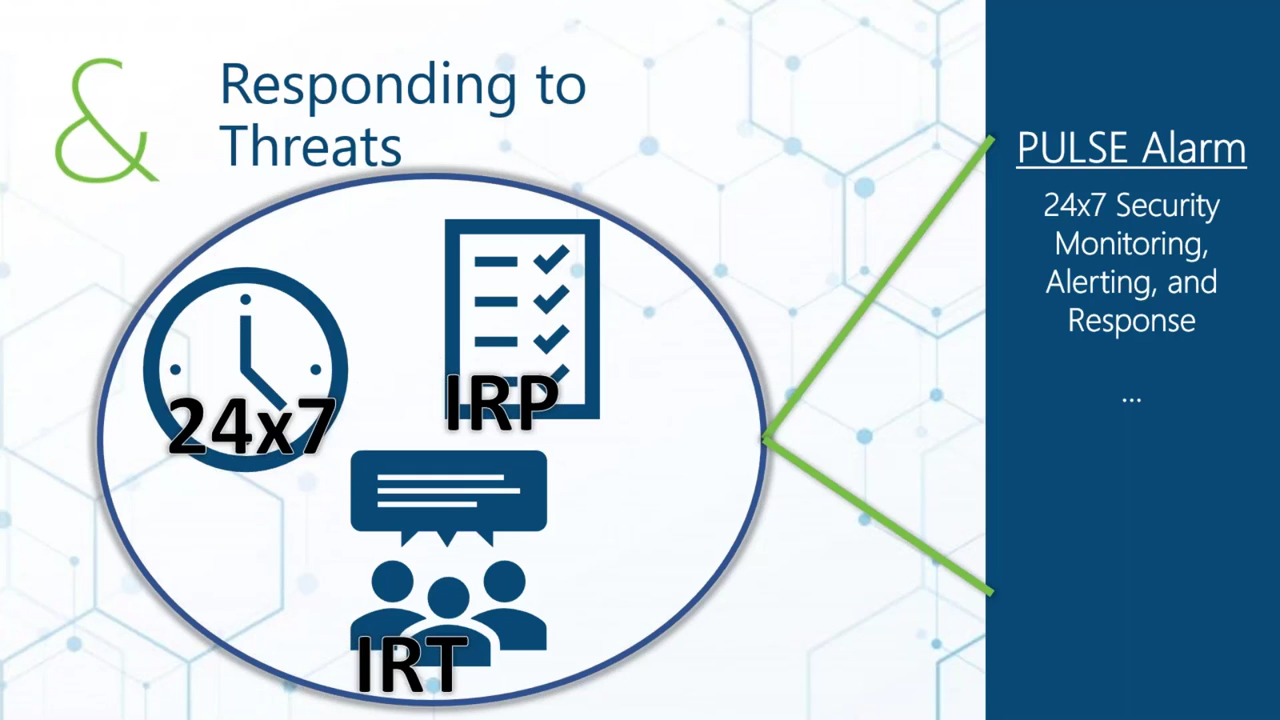 &
Responding to
Threats
24x7
IRP
IRT
PULSE Alarm
24x7 Security
Monitoring,
Alerting, and
Response
...